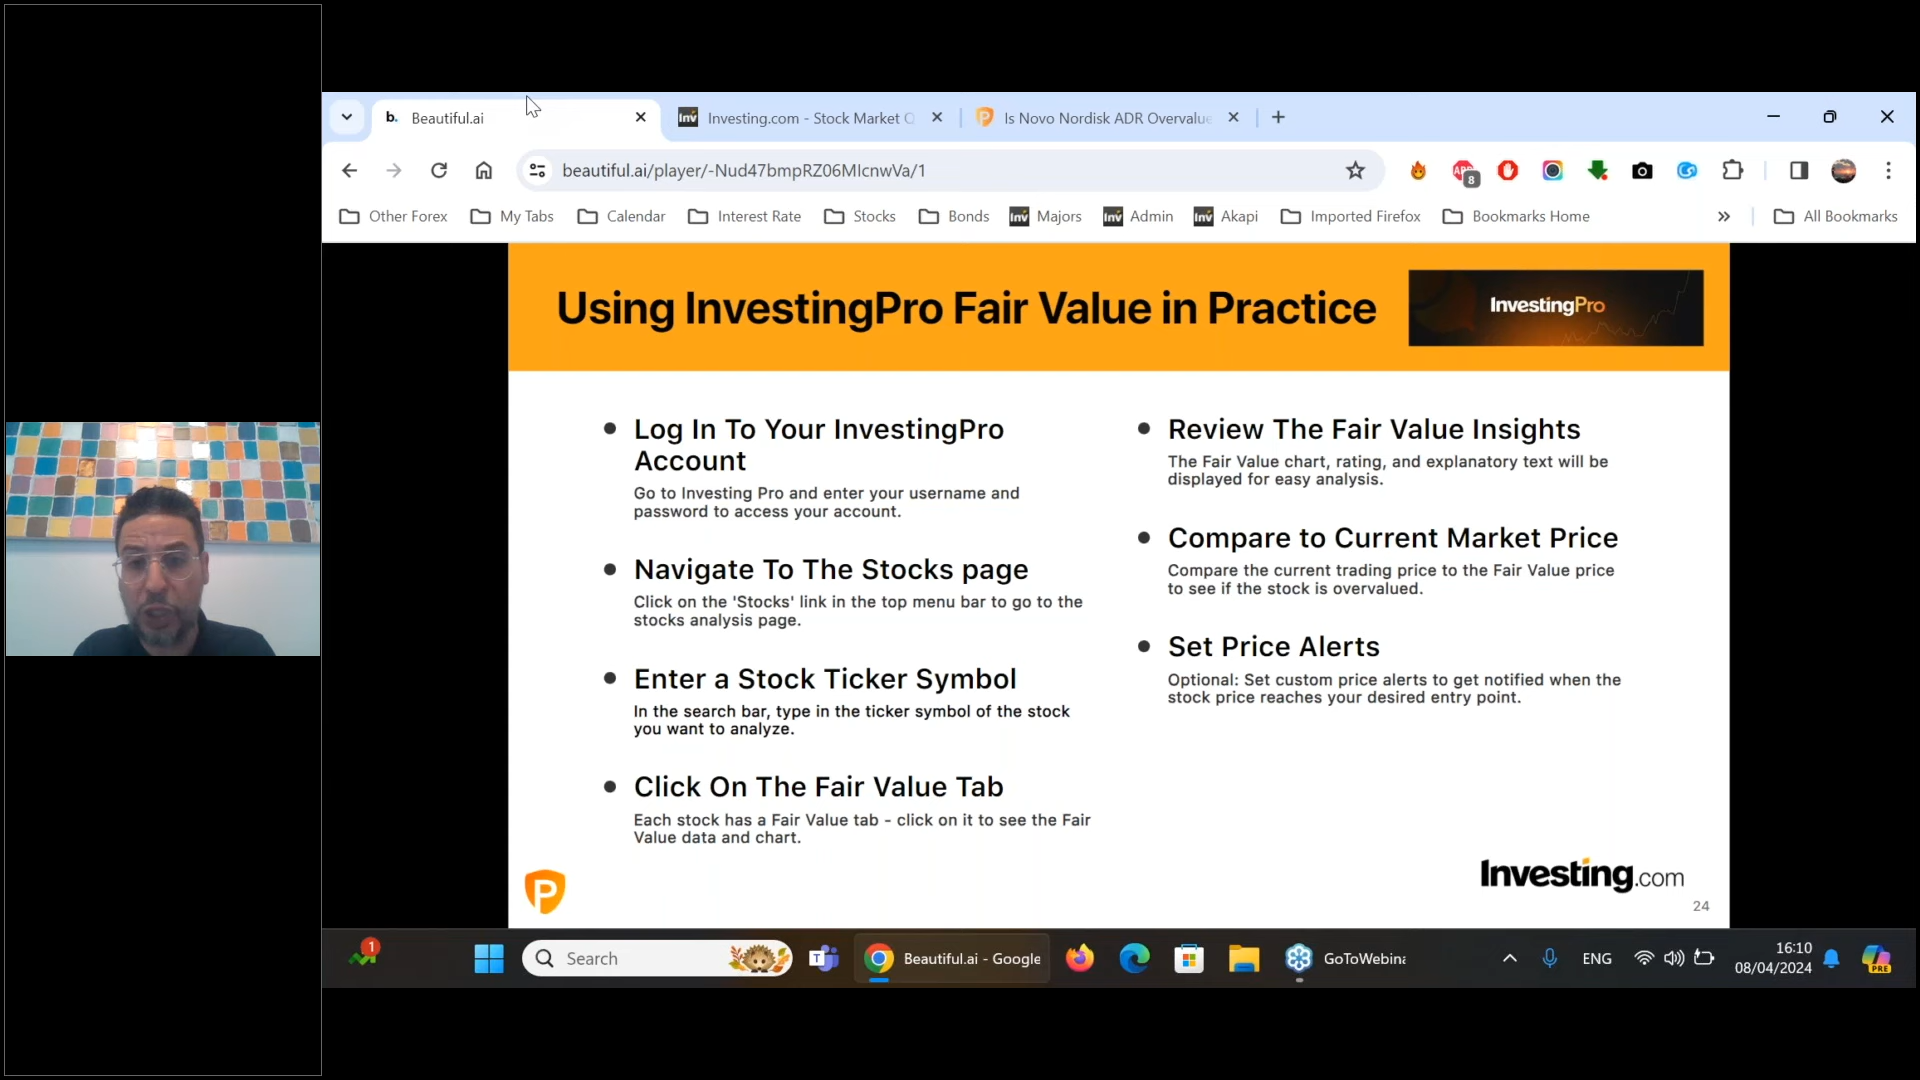 b. Beautiful.ai
Inv Investing.com - Stock Market Q
Is Novo Nordisk ADR Overvalue
beautiful.ai/player/-Nud47bmpRZ06MIcnwVa/1
8
Other Forex
My Tabs
Calendar
Interest Rate
Stocks
Bonds
Inv Majors
Inv Admin
Inv Akapi
Imported Firefox
Bookmarks Home
All Bookmarks
Using InvestingPro Fair Value in Practice
InvestingPro
Log In To Your InvestingPro
Account
Go to Investing Pro and enter your username and
password to access your account.
Navigate To The Stocks page
Click on the 'Stocks' link in the top menu bar to go to the
stocks analysis page.
Enter a Stock Ticker Symbol
In the search bar, type in the ticker symbol of the stock
you want to analyze.
Click On The Fair Value Tab
Each stock has a Fair Value tab - click on it to see the Fair
Value data and chart.
Review The Fair Value Insights
The Fair Value chart, rating, and explanatory text will be
displayed for easy analysis.
Compare to Current Market Price
Compare the current trading price to the Fair Value price
to see if the stock is overvalued.
Set Price Alerts
Optional: Set custom price alerts to get notified when the
stock price reaches your desired entry point.
P
Investing.com
24
1
Search
T
Beautiful.ai - Google
GoToWebina
ENG
16:10
08/04/2024
PRE